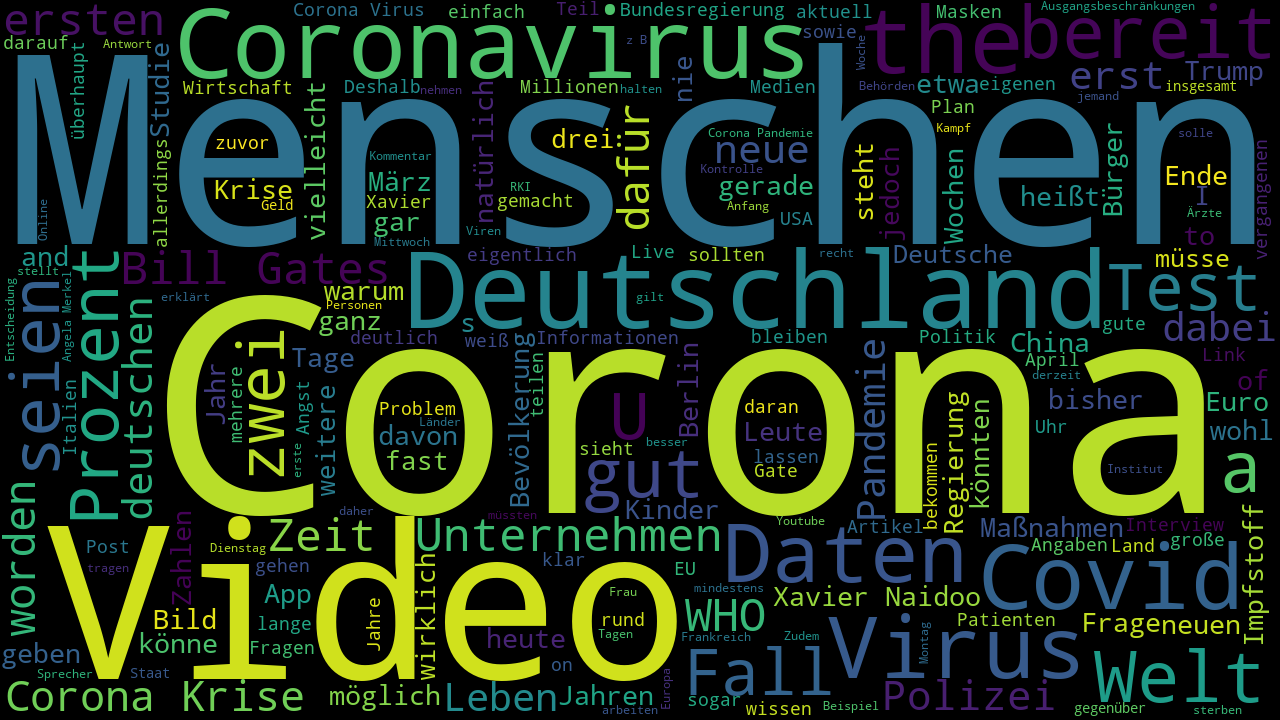 ersten
Corona Virus
einfach
Teil
Bundesregierung
aktuell
Masken
Ausgangsbeschränkungen
Coronavirus
the
bereit
darauf
Antwort
z B
sowie
Woche
überhaupt
Studie
Wirtschaft
Deshalb
nehmen
Millionen
halten
nie
Medien
Behörden
etwa
eigenen
erst
Trump
jemand
insgesamt
Menschen
zuvor
vielleicht
Kommentar
natürlich
drei
dafür
Corona Pandemie
neue
Plan
Kampf
solle
vergangenen
allerdings
Krise
Geld
März
Xavier
RKI
gemacht
Kontrolle
gerade
steht
jedoch
Wochen
heißt
Bürger
Ende
I
Ärzte
Online
gar
Mittwoch
Viren
Anfang
USA
to
and
stellt
Bill Gates
eigentlich
Live
sollten
recht
Deutsche
müsse
Entscheidung
seien
Angela Merkel
Prozent
erklärt
warum
Personen
ganz
Deutschland
gilt
Test
gute
dabei
deutschen
deutlich
s
weiß
Informationen
bleiben
Politik
China
Link
Italien
Jahr
mehrere
zwei
Tage
Angst
Corona
Bevölkerung
teilen
Berlin
April
derzeit
of
Problem
Länder
davon
fast
erste
weitere
U
sieht
besser
daran
Leute
lassen
Gate
Pandemie
bisher
Euro
Uhr
wohl
gut
bekommen
Regierung
könnten
Institut
a
worden
Zahlen
daher
müssten
Kinder
Youtube
Artikel
Maßnahmen
Interview
Impfstoff
Post
tragen
Dienstag
Zeit
Unternehmen
klar
EU
Daten
Angaben
Land
große
Video
gehen
App
lange
Fragen
Jahre
wirklich
Frau
rund
Tagen
mindestens
WHO
Xavier Naidoo
Covid
Patienten
Frage
neuen
Bild
könne
heute
on
Frankreich
Zudem
Virus
Montag
geben
Sprecher
Staat
Fall
Welt
Corona Krise
möglich
Leben
Jahren
arbeiten
Europa
sogar
wissen
Beispiel
Polizei
gegenüber
sterben